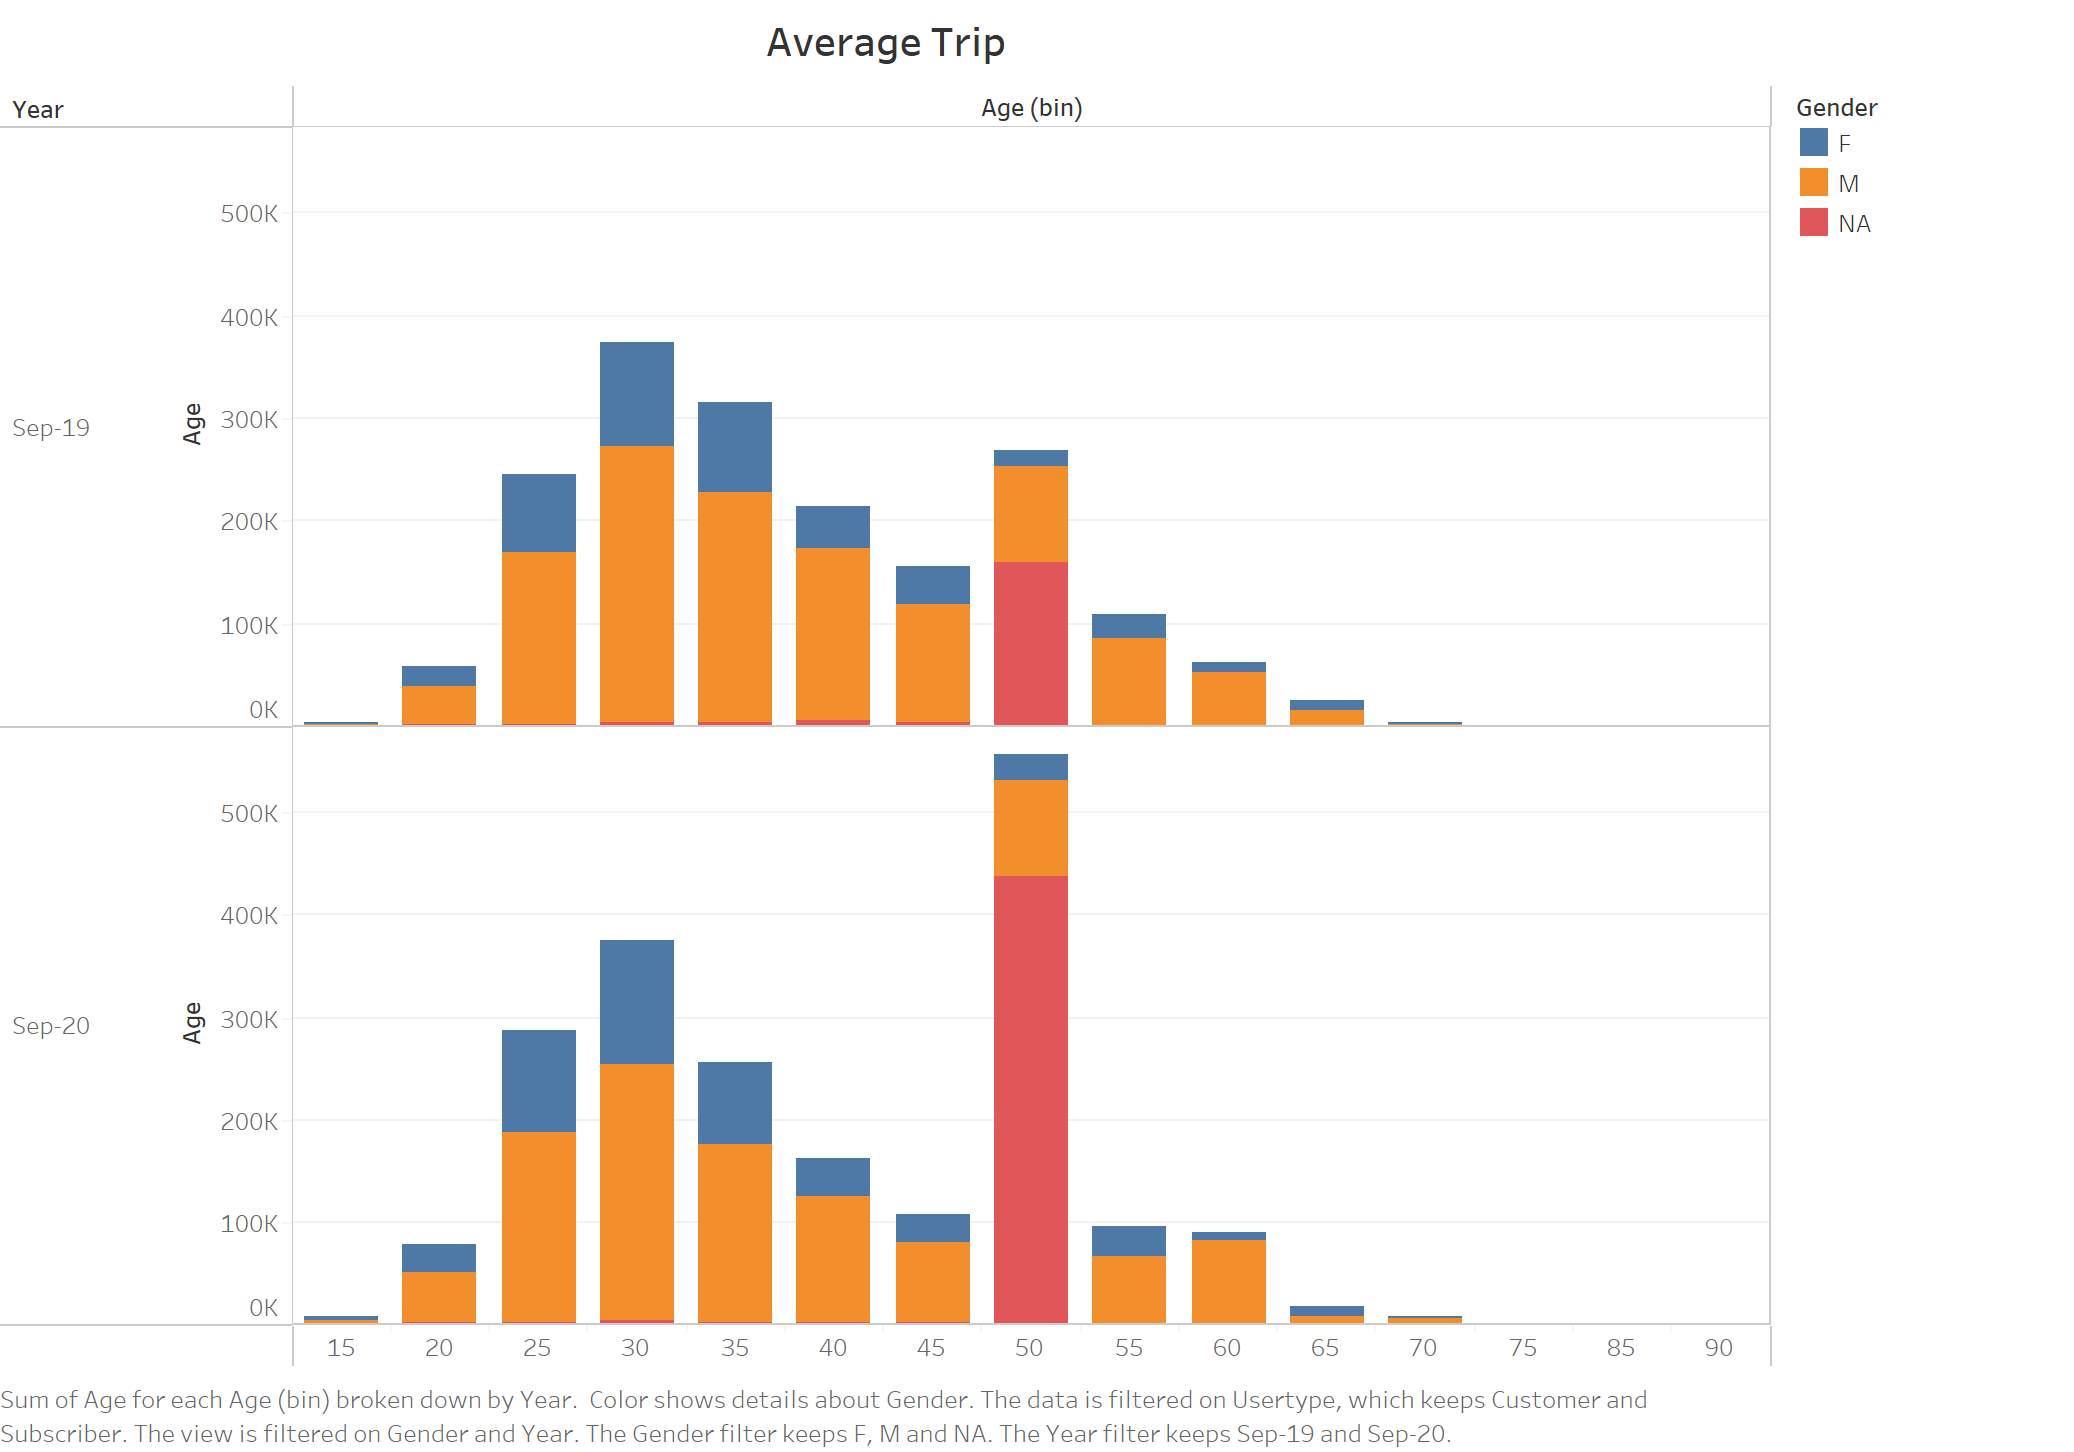 Average Trip
Year
Age (bin)
Gender
F
M
NA
Sep-19
Age
500K
400K
300K
200K
100K
0K
Sep-20
Age
500K
400K
300K
200K
100K
0K
15 20 25 30 35 40 45 50 55 60 65 70 75 85 90
Sum of Age for each Age (bin) broken down by Year.  Color shows details about Gender. The data is filtered on Usertype, which keeps Customer and
Subscriber. The view is filtered on Gender and Year. The Gender filter keeps F, M and NA. The Year filter keeps Sep-19 and Sep-20.